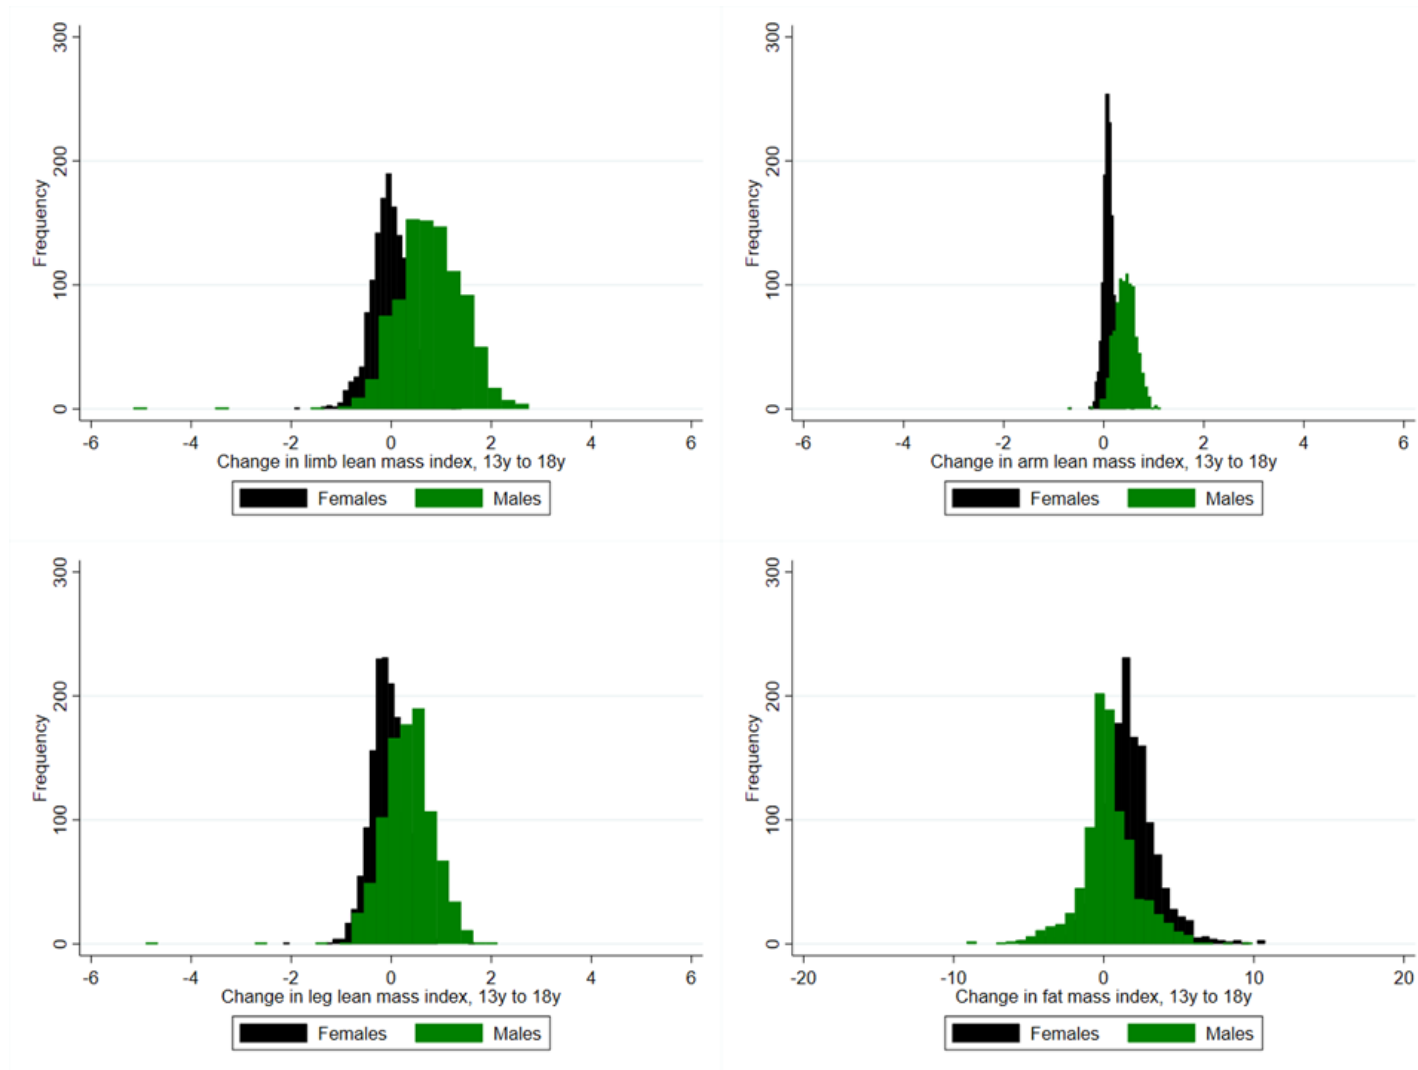 300
200
100
0
Frequency
-6 -4 -2 0 2 4 6
Change in limb lean mass index, 13y to 18y
Females Males
300
200
100
0
Frequency
-6 -4 -2 0 2 4 6
Change in arm lean mass index, 13y to 18y
Females Males
300
200
100
0
Frequency
-6 -4 -2 0 2 4 6
Change in leg lean mass index, 13y to 18y
Females Males
300
200
100
0
Frequency
-20 -10 0 10 20
Change in fat mass index, 13y to 18y
Females Males